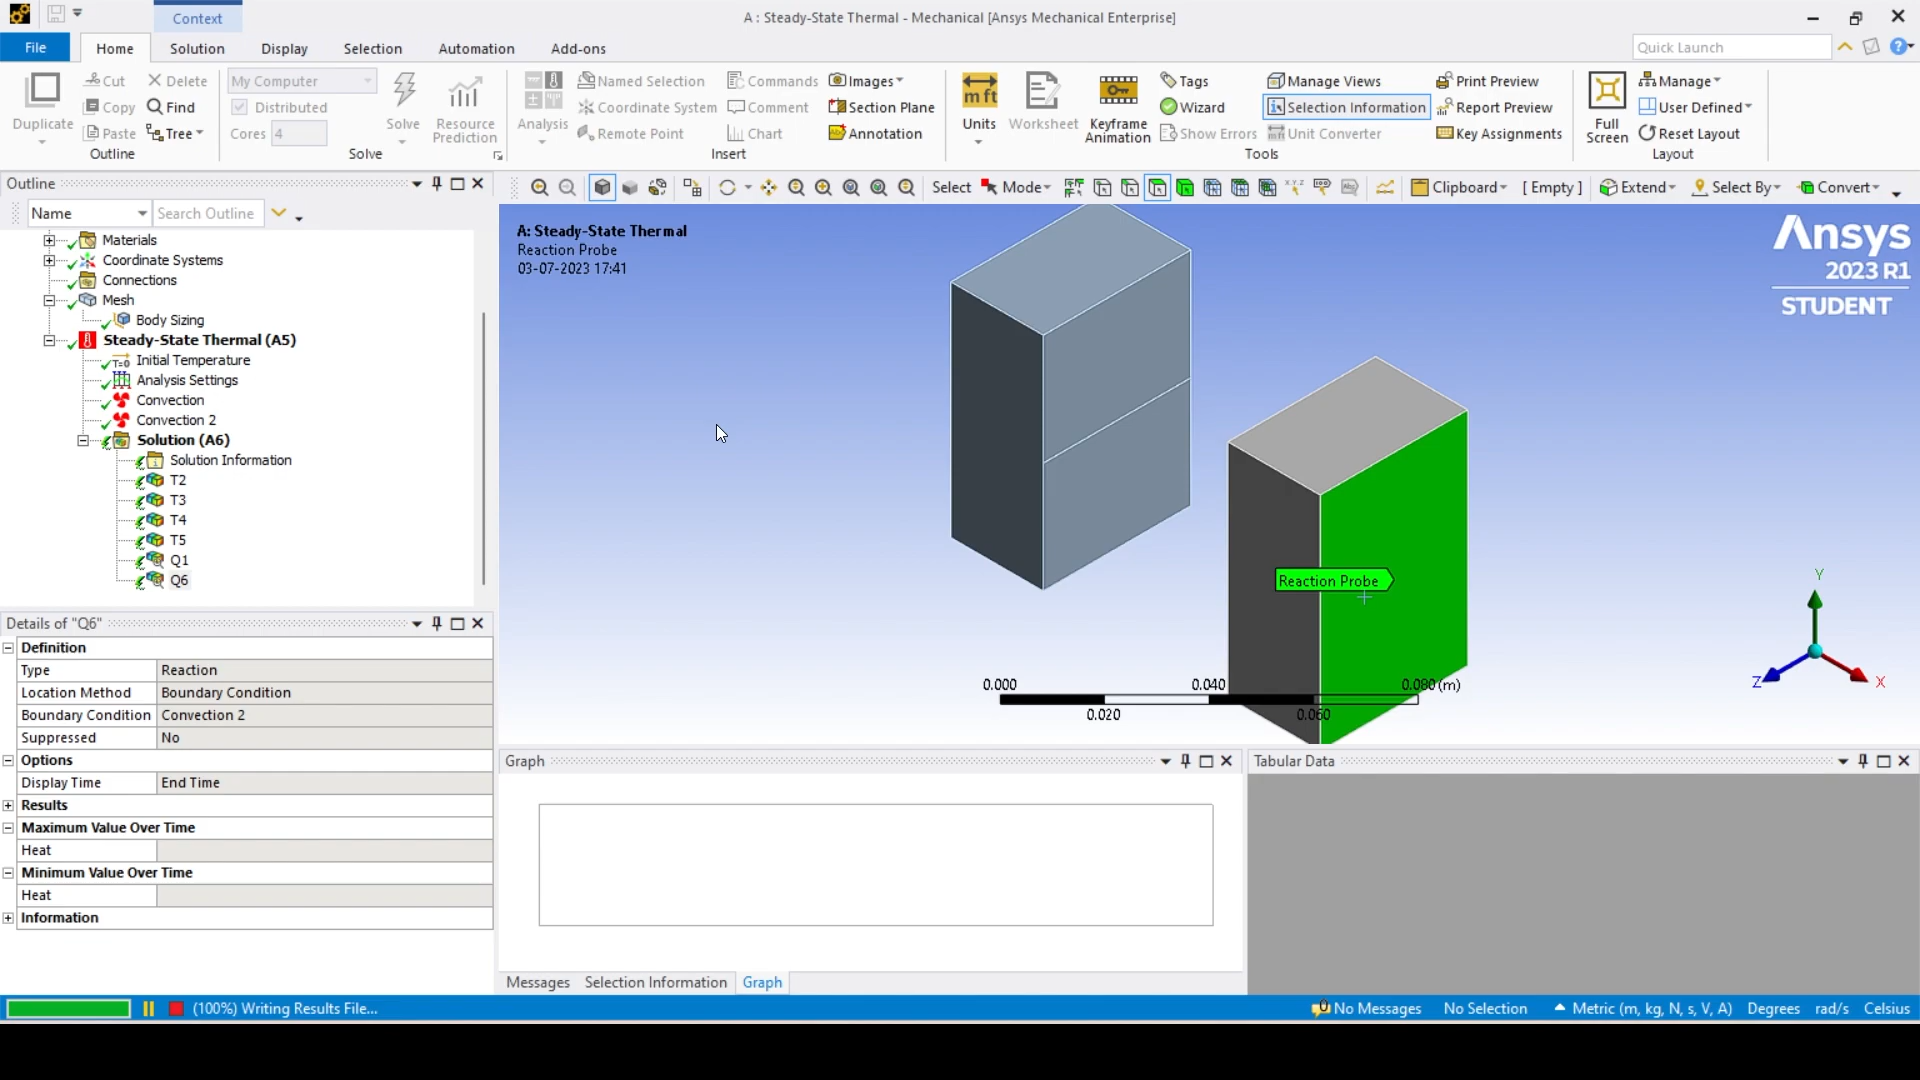 Context
A : Steady-State Thermal - Mechanical [Ansys Mechanical Enterprise]
File Home Solution Display Selection Automation Add-ons
Quick Launch
Duplicate
Cut
Delete
Copy
Find
Paste
Tree
Outline
My Computer
Distributed
Cores 4
Solve
Resource Prediction
Solve
Analysis
Named Selection
Coordinate System
Remote Point
Commands
Comment
Chart
Images
Section Plane
Annotation
Insert
m ft
Units
Worksheet
Keyframe Animation
Tags
Wizard
Show Errors
Manage Views
Selection Information
Unit Converter
Print Preview
Report Preview
Key Assignments
Tools
Full Screen
Manage
User Defined
Reset Layout
Layout
Outline
Select Mode Clipboard [ Empty ] Extend Select By Convert
Name
Search Outline
Materials
Coordinate Systems
Connections
Mesh
Body Sizing
Steady-State Thermal (A5)
T=0 Initial Temperature
Analysis Settings
Convection
Convection 2
Solution (A6)
Solution Information
T2
T3
T4
T5
Q1
Q6
Details of "Q6"
Definition
Type Reaction
Location Method Boundary Condition
Boundary Condition Convection 2
Suppressed No
Options
Display Time End Time
Results
Maximum Value Over Time
Heat
Minimum Value Over Time
Heat
Information
A: Steady-State Thermal
Reaction Probe
03-07-2023 17:41
Ansys
2023 R1
STUDENT
Reaction Probe
0.000 0.040 0.080 (m)
0.020 0.060
Y
Z X
Graph
Tabular Data
Messages Selection Information Graph
(100%) Writing Results File...
No Messages No Selection Metric (m, kg, N, s, V, A) Degrees rad/s Celsius